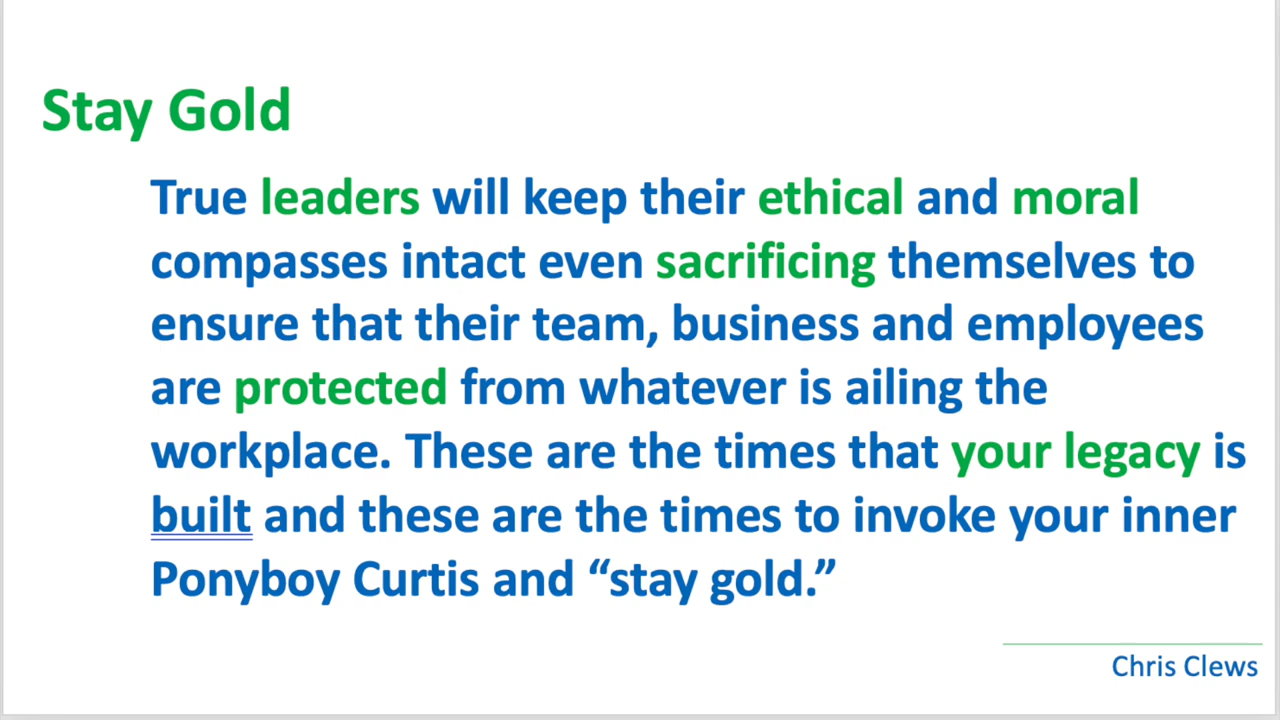 Stay Gold
True leaders will keep their ethical and moral
compasses intact even sacrificing themselves to
ensure that their team, business and employees
are protected from whatever is ailing the
workplace. These are the times that your legacy is
built and these are the times to invoke your inner
Ponyboy Curtis and “stay gold.”
Chris Clews